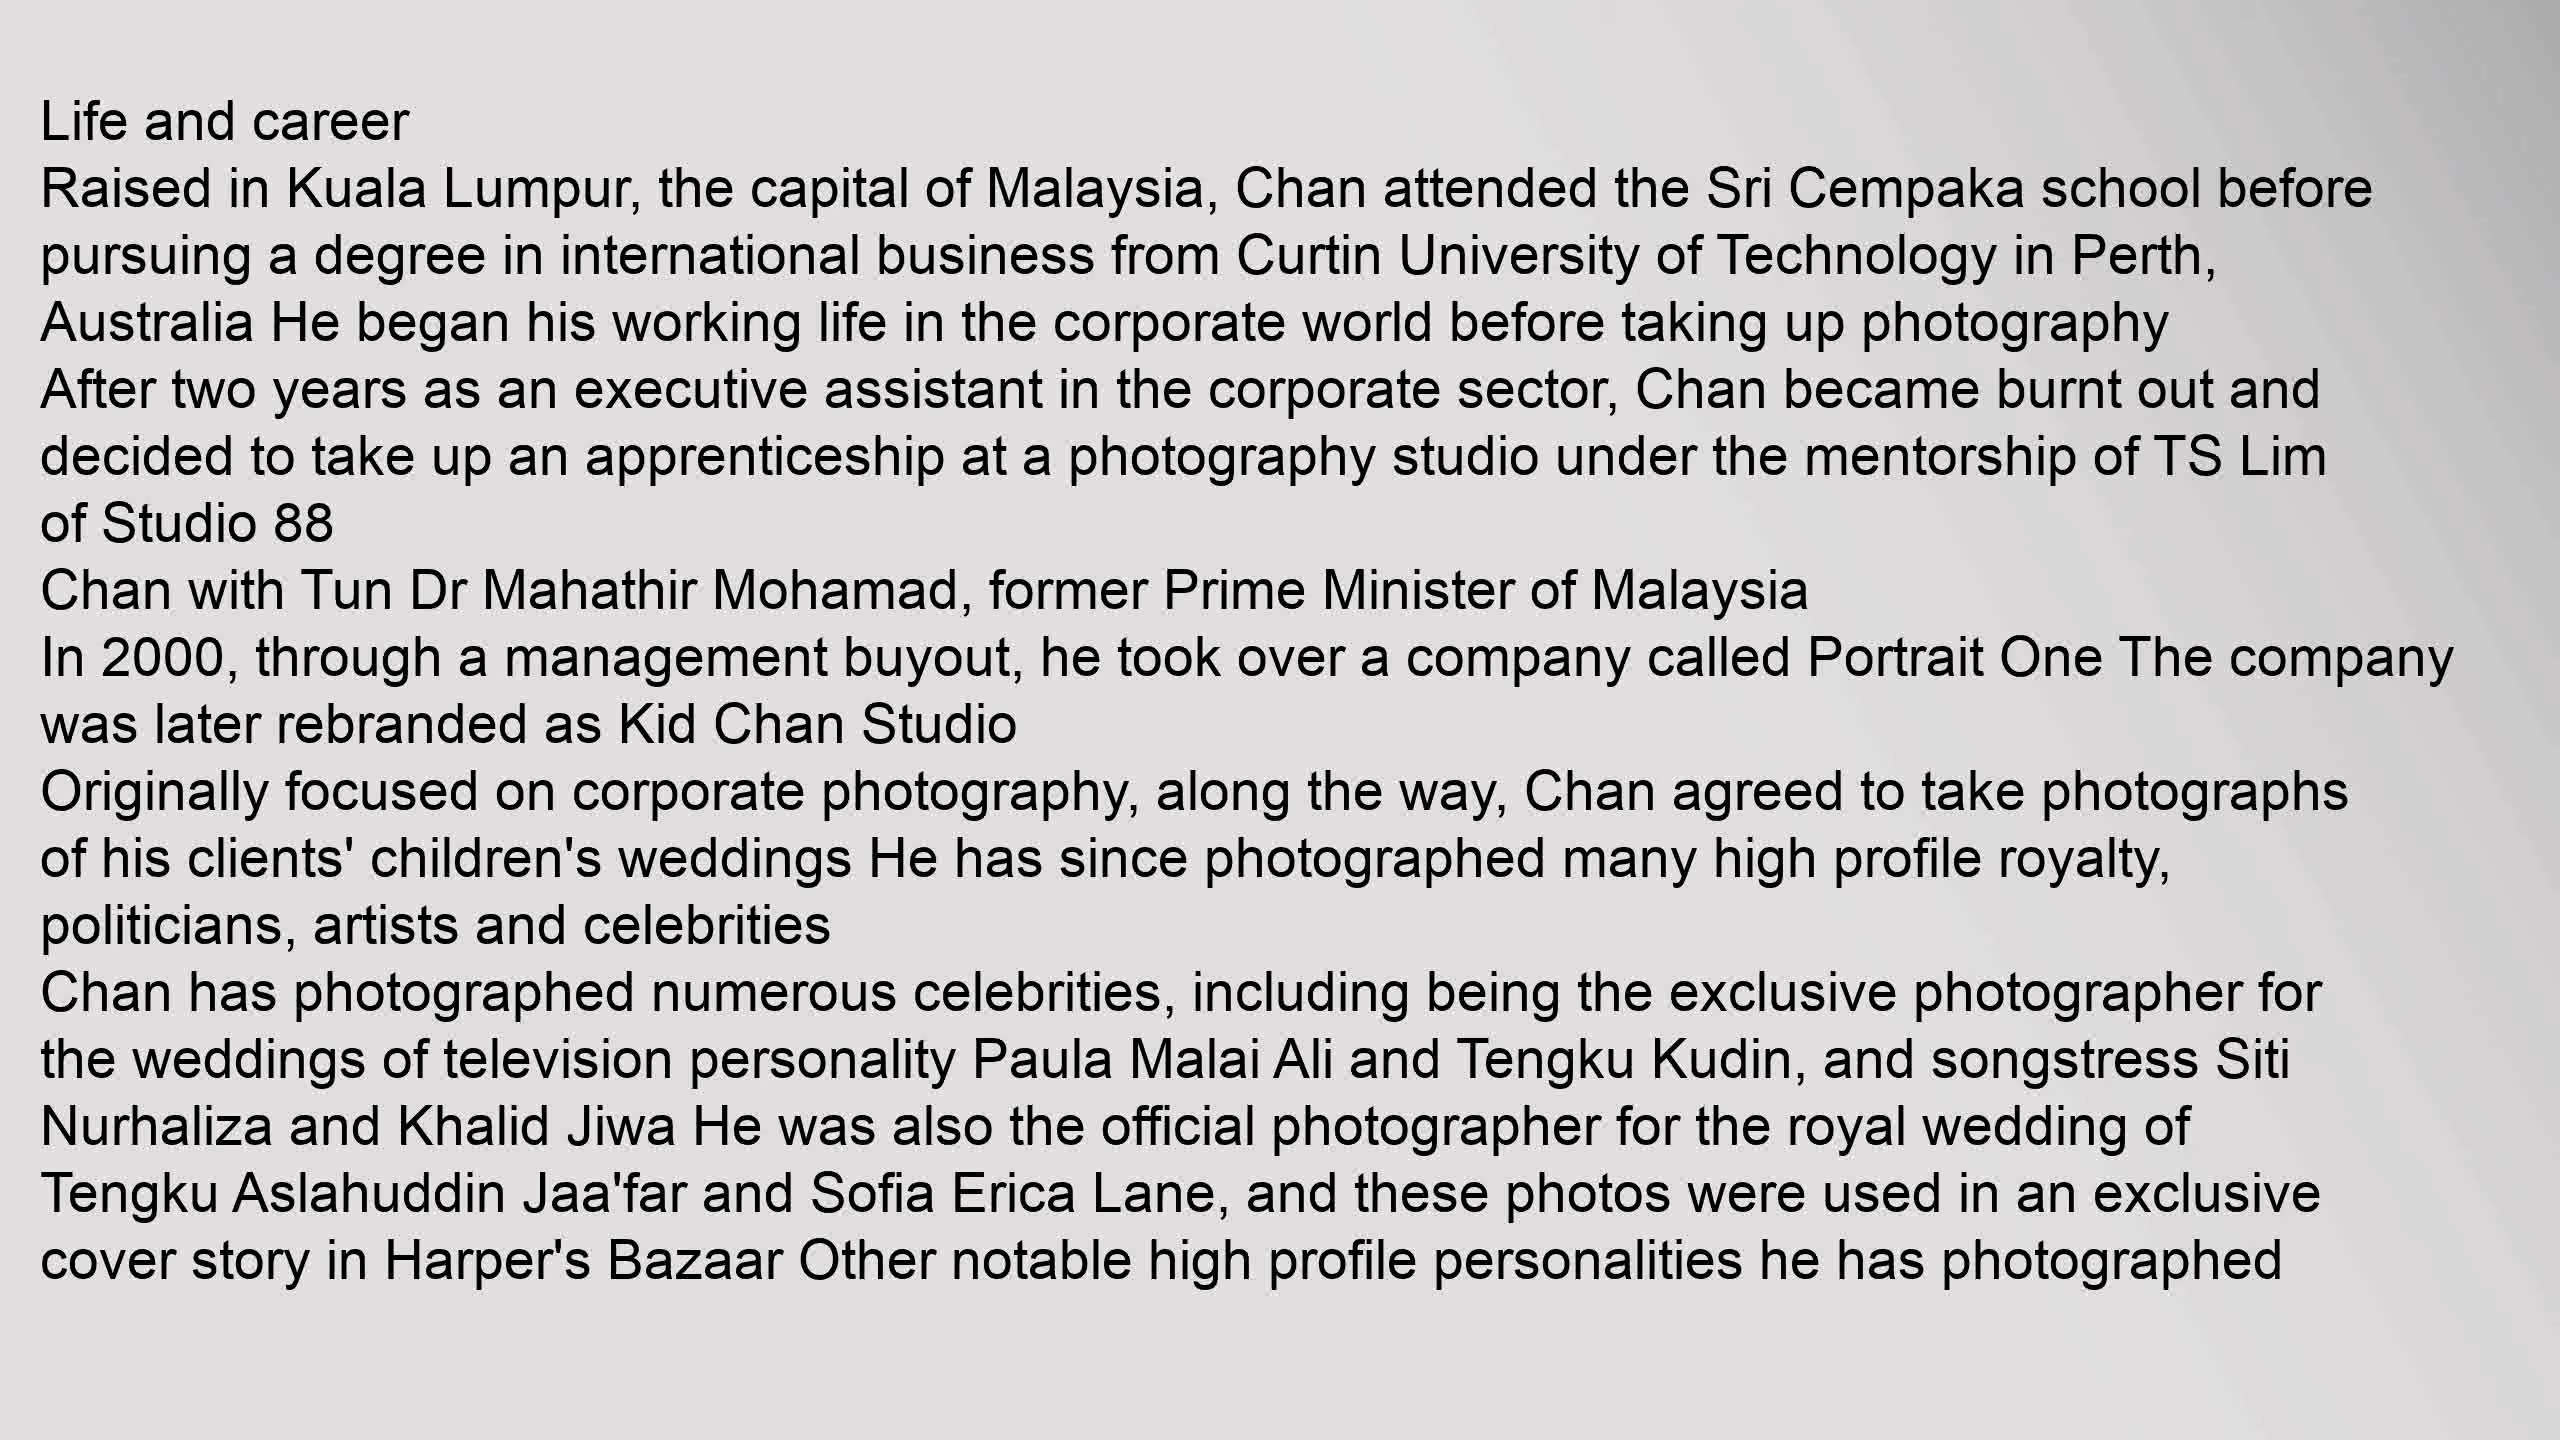 Life and career
Raised in Kuala Lumpur, the capital of Malaysia, Chan attended the Sri Cempaka school before
pursuing a degree in international business from Curtin University of Technology in Perth,
Australia He began his working life in the corporate world before taking up photography
After two years as an executive assistant in the corporate sector, Chan became burnt out and
decided to take up an apprenticeship at a photography studio under the mentorship of TS Lim
of Studio 88
Chan with Tun Dr Mahathir Mohamad, former Prime Minister of Malaysia
In 2000, through a management buyout, he took over a company called Portrait One The company
was later rebranded as Kid Chan Studio
Originally focused on corporate photography, along the way, Chan agreed to take photographs
of his clients' children's weddings He has since photographed many high profile royalty,
politicians, artists and celebrities
Chan has photographed numerous celebrities, including being the exclusive photographer for
the weddings of television personality Paula Malai Ali and Tengku Kudin, and songstress Siti
Nurhaliza and Khalid Jiwa He was also the official photographer for the royal wedding of
Tengku Aslahuddin Jaa'far and Sofia Erica Lane, and these photos were used in an exclusive
cover story in Harper's Bazaar Other notable high profile personalities he has photographed